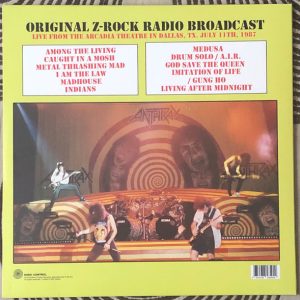 ORIGINAL Z-ROCK RADIO BROADCAST
LIVE FROM THE ARCADIA THEATRE IN DALLAS, TX, JULY 11TH, 1987
AMONG THE LIVING
CAUGHT IN A MOSH
METAL THRASHING MAD
I AM THE LAW
MADHOUSE
INDIANS
MEDUSA
DRUM SOLO / A.I.R.
GOD SAVE THE QUEEN
IMITATION OF LIFE
/ GUNG HO
LIVING AFTER MIDNIGHT
ANTHRAX